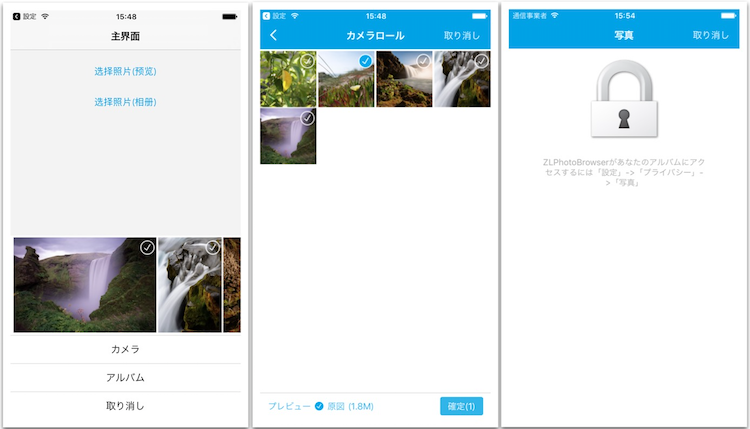 設定
15:48
主界面
选择照片(预览)
选择照片(相册)
カメラ
アルバム
取り消し
設定
15:48
カメラロール
取り消し
プレビュー
原図 (1.8M)
確定(1)
通信事業者
15:54
写真
取り消し
ZLPhotoBrowserがあなたのアルバムにアク
セスするには「設定」->「プライバシー」-
>「写真」